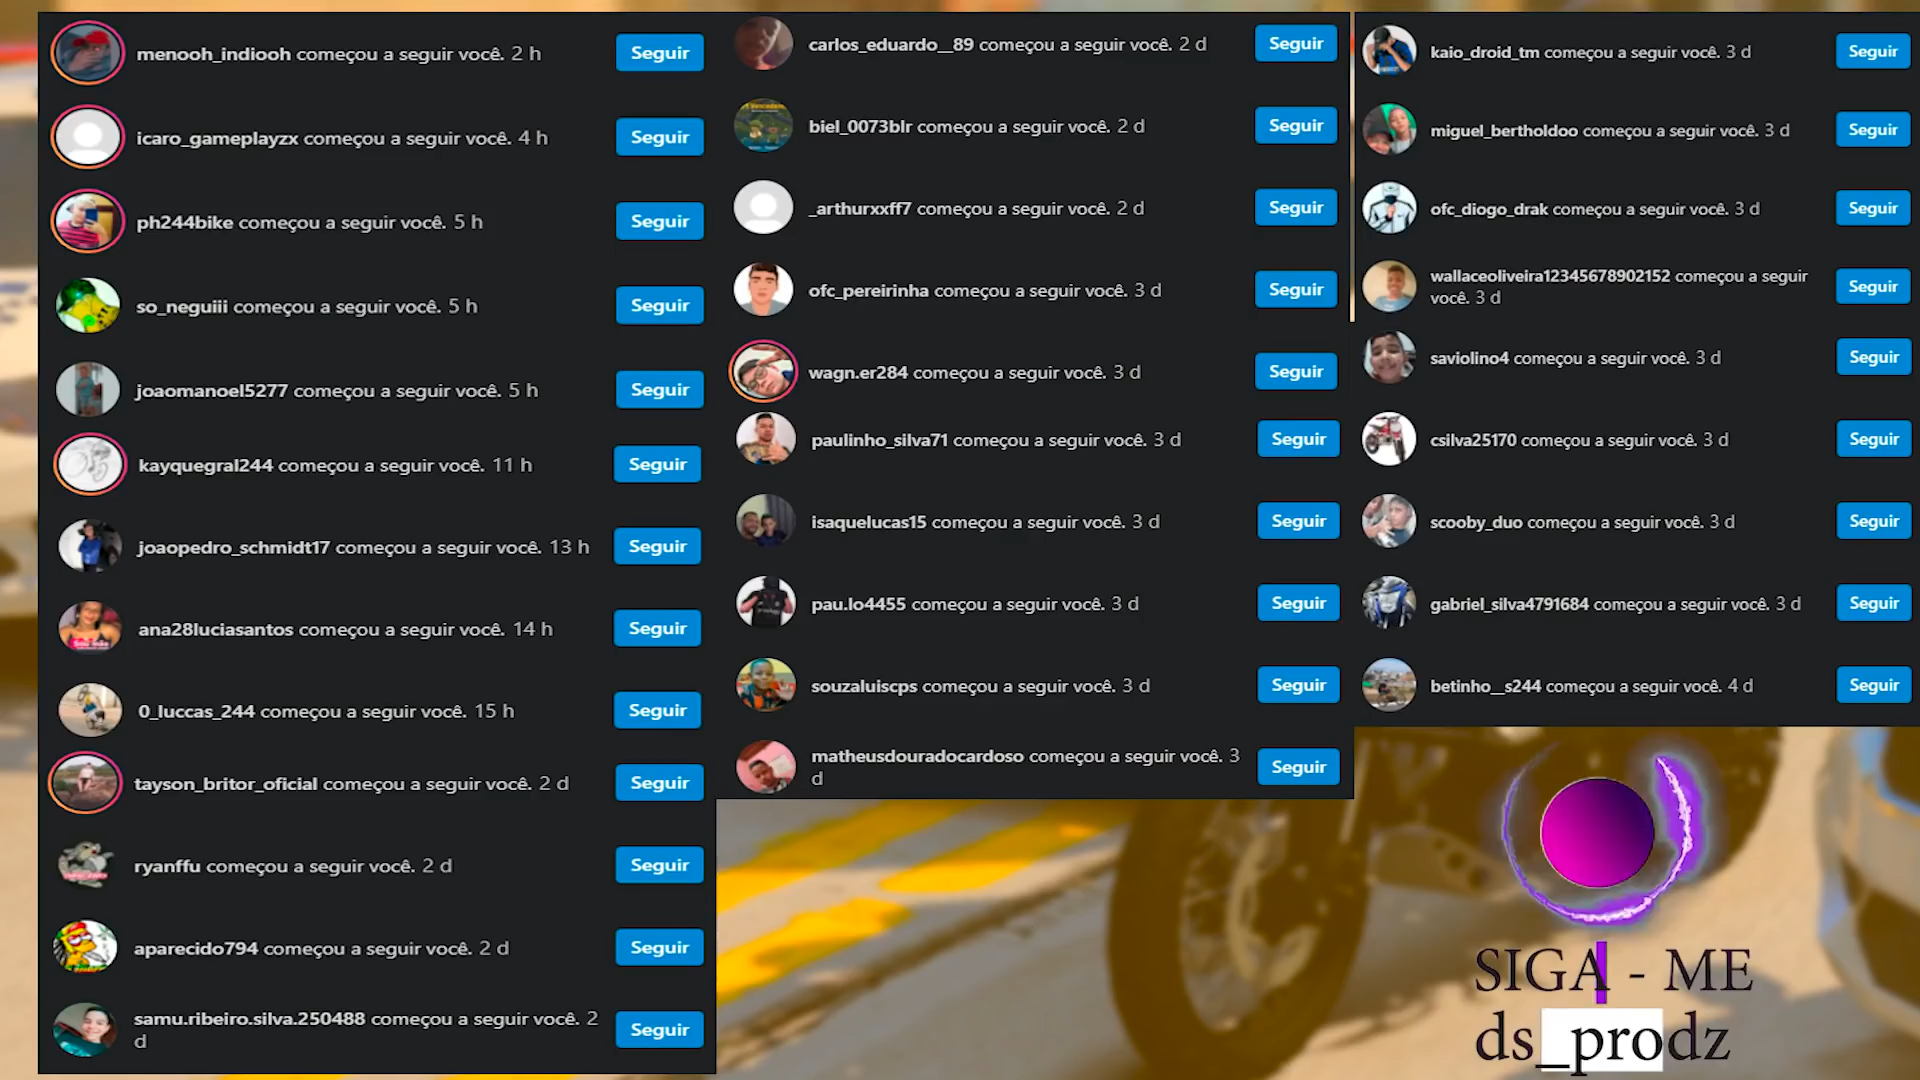 menooh_indiooh começou a seguir você. 2 h
Seguir
icaro_gameplayzx começou a seguir você. 4 h
Seguir
ph244bike começou a seguir você. 5 h
Seguir
so_neguiii começou a seguir você. 5 h
Seguir
joaomanoel5277 começou a seguir você. 5 h
Seguir
kayquegral244 começou a seguir você. 11 h
Seguir
joaopedro_schmidt17 começou a seguir você. 13 h
Seguir
ana28luciasantos começou a seguir você. 14 h
Seguir
0_luccas_244 começou a seguir você. 15 h
Seguir
tayson_britor_oficial começou a seguir você. 2 d
Seguir
ryanffu começou a seguir você. 2 d
Seguir
aparecido794 começou a seguir você. 2 d
Seguir
samu.ribeiro.silva.250488 começou a seguir você. 2
d
Seguir
carlos_eduardo__89 começou a seguir você. 2 d
Seguir
biel_0073blr começou a seguir você. 2 d
Seguir
_arthurxxff7 começou a seguir você. 2 d
Seguir
ofc_pereirinha começou a seguir você. 3 d
Seguir
wagn.er284 começou a seguir você. 3 d
Seguir
paulinho_silva71 começou a seguir você. 3 d
Seguir
isaquelucas15 começou a seguir você. 3 d
Seguir
pau.lo4455 começou a seguir você. 3 d
Seguir
souzaluiscps começou a seguir você. 3 d
Seguir
matheusdouradocardoso começou a seguir você. 3
d
Seguir
kaio_droid_tm começou a seguir você. 3 d
Seguir
miguel_bertholdoo começou a seguir você. 3 d
Seguir
ofc_diogo_drak começou a seguir você. 3 d
Seguir
wallaceoliveira12345678902152 começou a seguir
você. 3 d
Seguir
saviolino4 começou a seguir você. 3 d
Seguir
csilva25170 começou a seguir você. 3 d
Seguir
scooby_duo começou a seguir você. 3 d
Seguir
gabriel_silva4791684 começou a seguir você. 3 d
Seguir
betinho__s244 começou a seguir você. 4 d
Seguir
SIGA - ME
ds_prodz